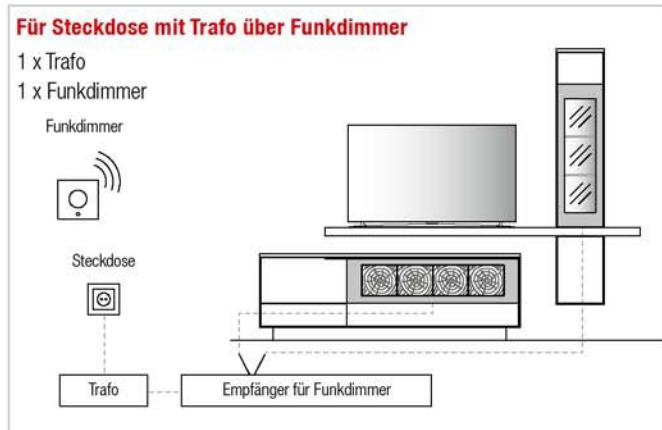 Für Steckdose mit Trafo über Funkdimmer
1 x Trafo
1 x Funkdimmer
Funkdimmer
Steckdose
Trafo
Empfänger für Funkdimmer